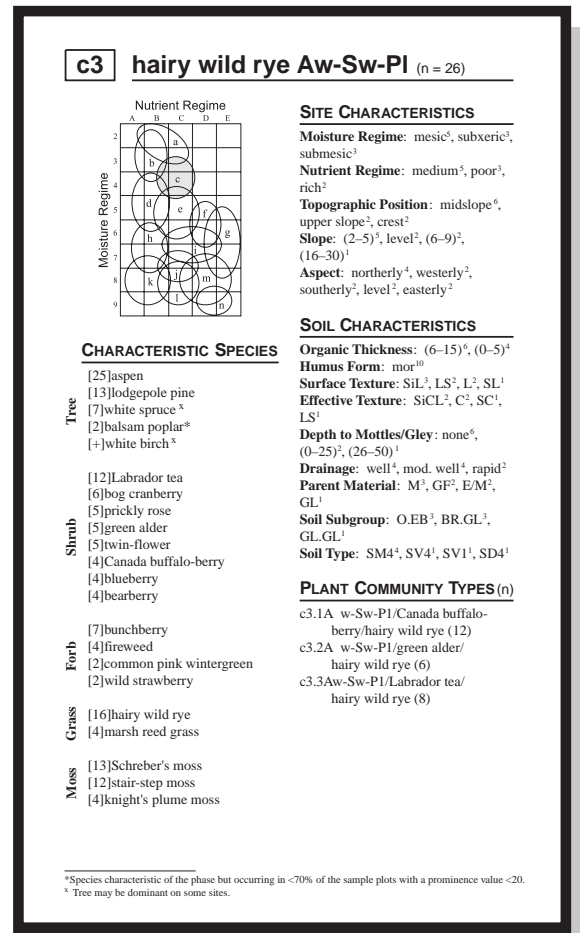 c3 hairy wild rye Aw-Sw-Pl (n = 26)
Nutrient Regime
A B C D E
Moisture Regime
2
3
4
5
6
7
8
9
a
b
c
d
e
f
g
h
i
j
k
l
m
n
CHARACTERISTIC SPECIES
Tree
[25]aspen
[13]lodgepole pine
[7]white spruce x
[2]balsam poplar*
[+]white birch x
Shrub
[12]Labrador tea
[6]bog cranberry
[5]prickly rose
[5]green alder
[5]twin-flower
[4]Canada buffalo-berry
[4]blueberry
[4]bearberry
Forb
[7]bunchberry
[4]fireweed
[2]common pink wintergreen
[2]wild strawberry
Grass
[16]hairy wild rye
[4]marsh reed grass
Moss
[13]Schreber's moss
[12]stair-step moss
[4]knight's plume moss
SITE CHARACTERISTICS
Moisture Regime: mesic⁵, subxeric³,
submesic³
Nutrient Regime: medium⁵, poor³,
rich²
Topographic Position: midslope⁶,
upper slope², crest²
Slope: (2–5)⁵, level², (6–9)²,
(16–30)¹
Aspect: northerly⁴, westerly²,
southerly², level², easterly²
SOIL CHARACTERISTICS
Organic Thickness: (6–15)⁶, (0–5)⁴
Humus Form: mor¹⁰
Surface Texture: SiL³, LS², L², SL¹
Effective Texture: SiCL², C², SC¹,
LS¹
Depth to Mottles/Gley: none⁶,
(0–25)², (26–50)¹
Drainage: well⁴, mod. well⁴, rapid²
Parent Material: M³, GF², E/M²,
GL¹
Soil Subgroup: O.EB³, BR.GL³,
GL.GL¹
Soil Type: SM4⁴, SV4¹, SV1¹, SD4¹
PLANT COMMUNITY TYPES (n)
c3.1A w-Sw-P1/Canada buffalo-
berry/hairy wild rye (12)
c3.2A w-Sw-P1/green alder/
hairy wild rye (6)
c3.3Aw-Sw-P1/Labrador tea/
hairy wild rye (8)
*Species characteristic of the phase but occurring in <70% of the sample plots with a prominence value <20.
x Tree may be dominant on some sites.